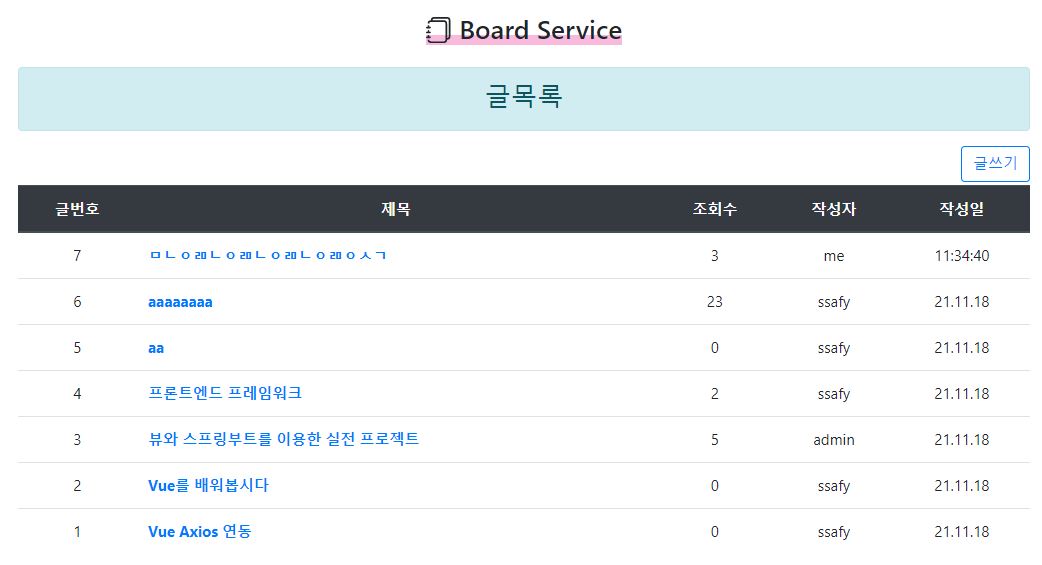 Board Service
글목록
글쓰기
글번호 제목 조회수 작성자 작성일
7 ㅁㄴㅇㄻㄴㅇㄻㄴㅇㄻㄴㅇㄻㅇㅅㄱ 3 me 11:34:40
6 aaaaaaaa 23 ssafy 21.11.18
5 aa 0 ssafy 21.11.18
4 프론트엔드 프레임워크 2 ssafy 21.11.18
3 뷰와 스프링부트를 이용한 실전 프로젝트 5 admin 21.11.18
2 Vue를 배워봅시다 0 ssafy 21.11.18
1 Vue Axios 연동 0 ssafy 21.11.18